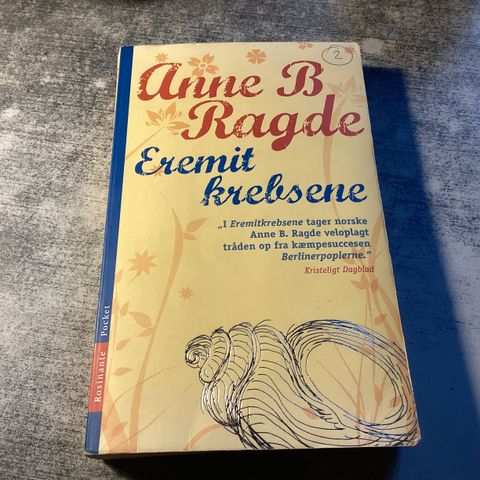 2
Anne B
Ragde
Eremit
krebsene
„I Eremitkrebsene tager norske
Anne B. Ragde veloplagt
tråden op fra kæmpesuccesen
Berlinerpoplerne.”
Kristeligt Dagblad
Rosinante Pocket